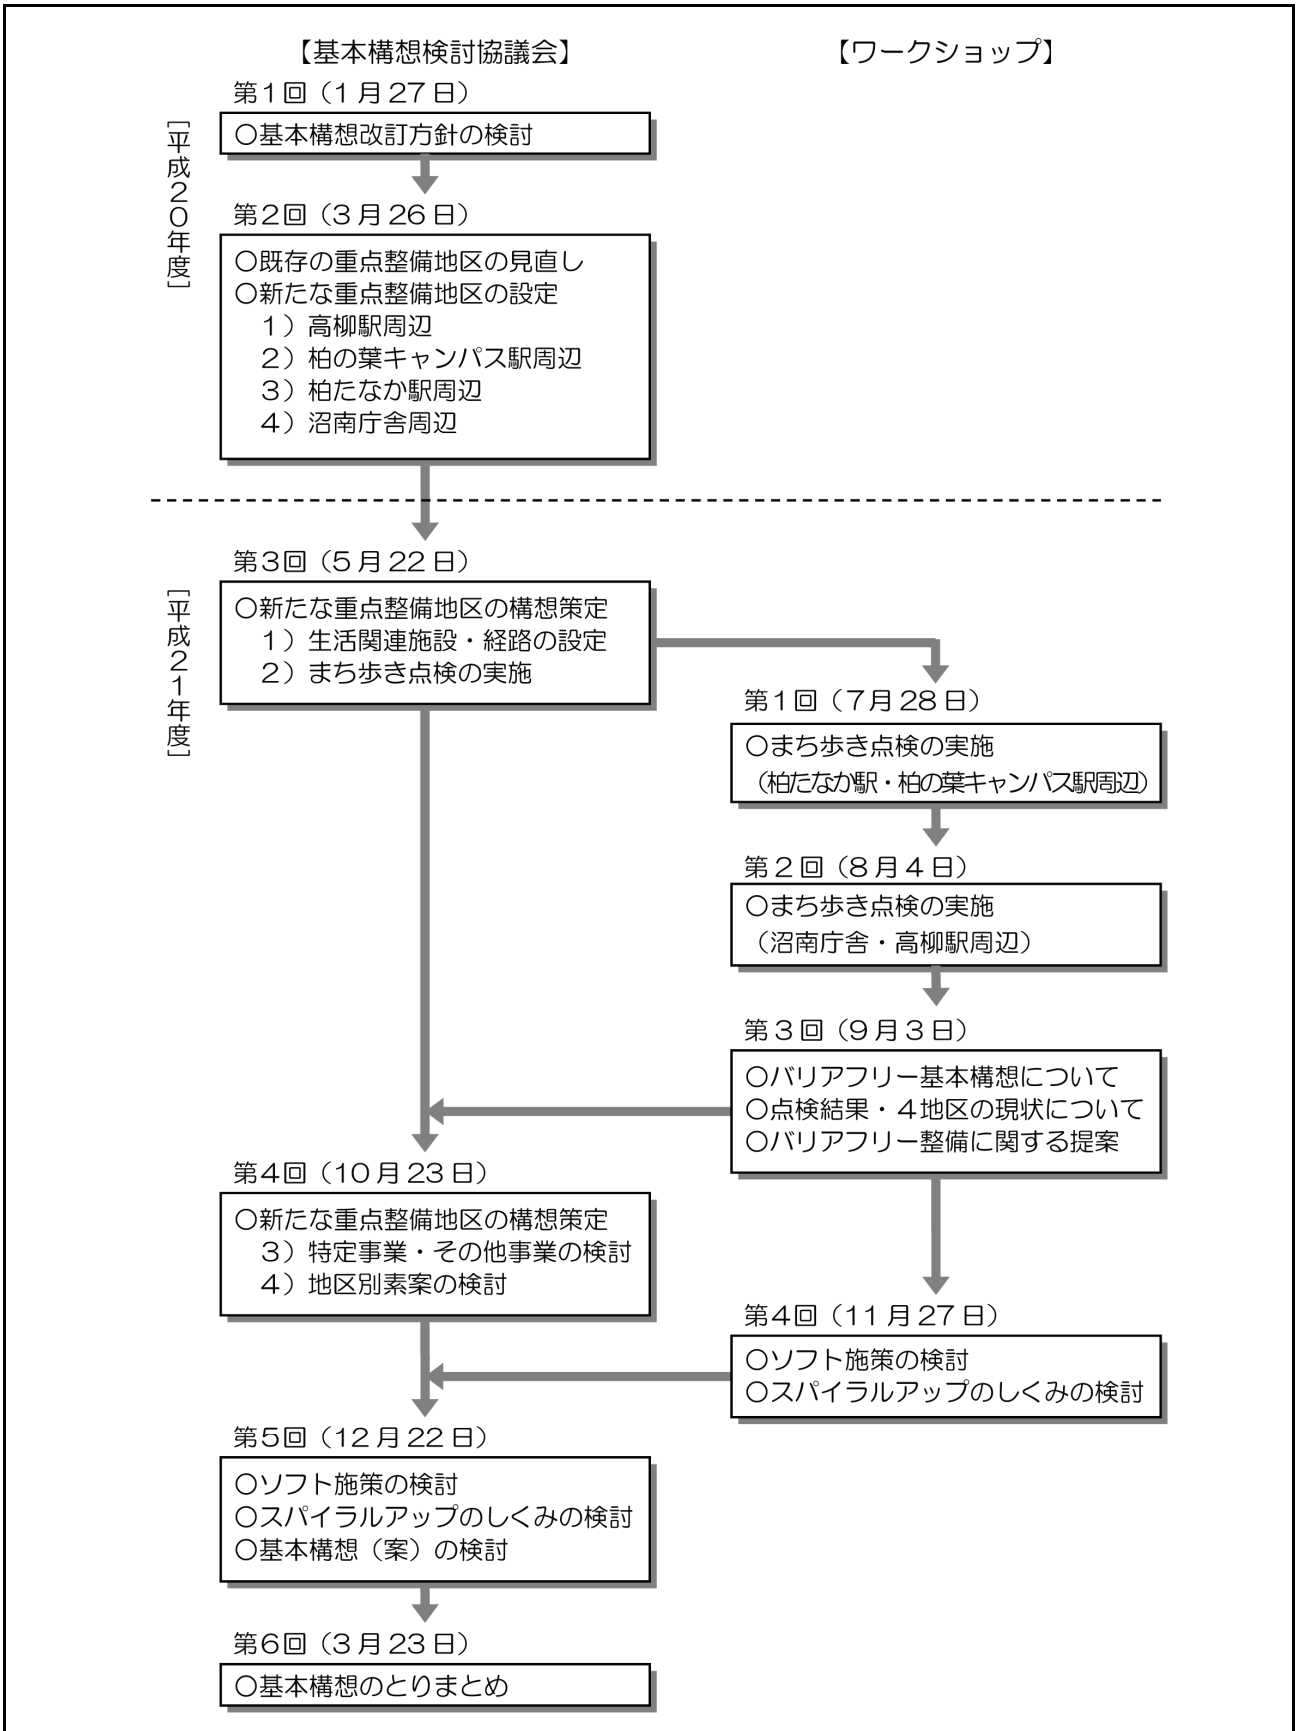 【基本構想検討協議会】
【ワークショップ】
［平成２０年度］
第１回（１月27日）
○基本構想改訂方針の検討
第２回（３月26日）
○既存の重点整備地区の見直し
○新たな重点整備地区の設定
１）高柳駅周辺
２）柏の葉キャンパス駅周辺
３）柏たなか駅周辺
４）沼南庁舎周辺
［平成２１年度］
第３回（５月22日）
○新たな重点整備地区の構想策定
１）生活関連施設・経路の設定
２）まち歩き点検の実施
第１回（７月28日）
○まち歩き点検の実施
（柏たなか駅・柏の葉キャンパス駅周辺）
第２回（８月４日）
○まち歩き点検の実施
（沼南庁舎・高柳駅周辺）
第３回（９月３日）
○バリアフリー基本構想について
○点検結果・４地区の現状について
○バリアフリー整備に関する提案
第４回（10月23日）
○新たな重点整備地区の構想策定
３）特定事業・その他事業の検討
４）地区別素案の検討
第４回（11月27日）
○ソフト施策の検討
○スパイラルアップのしくみの検討
第５回（12月22日）
○ソフト施策の検討
○スパイラルアップのしくみの検討
○基本構想（案）の検討
第６回（３月23日）
○基本構想のとりまとめ